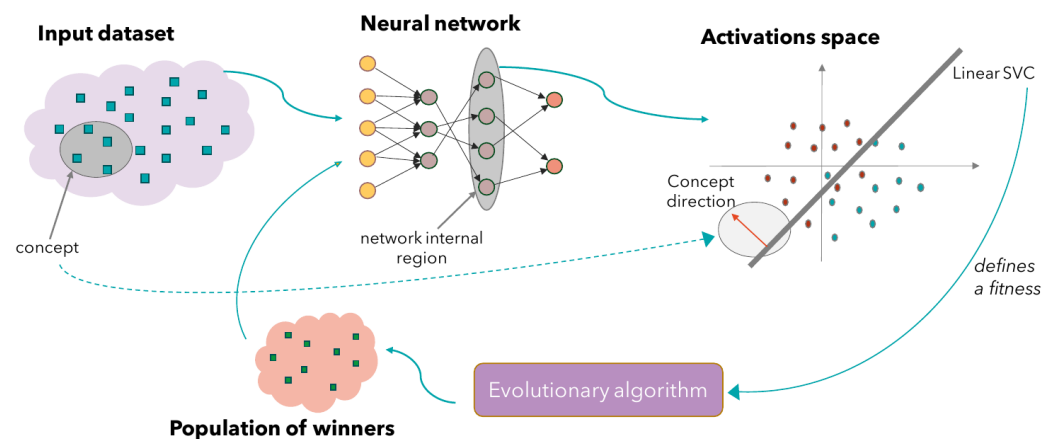 Input dataset
Neural network
Activations space
Linear SVC
Concept
direction
concept
network internal
region
defines
a fitness
Evolutionary algorithm
Population of winners